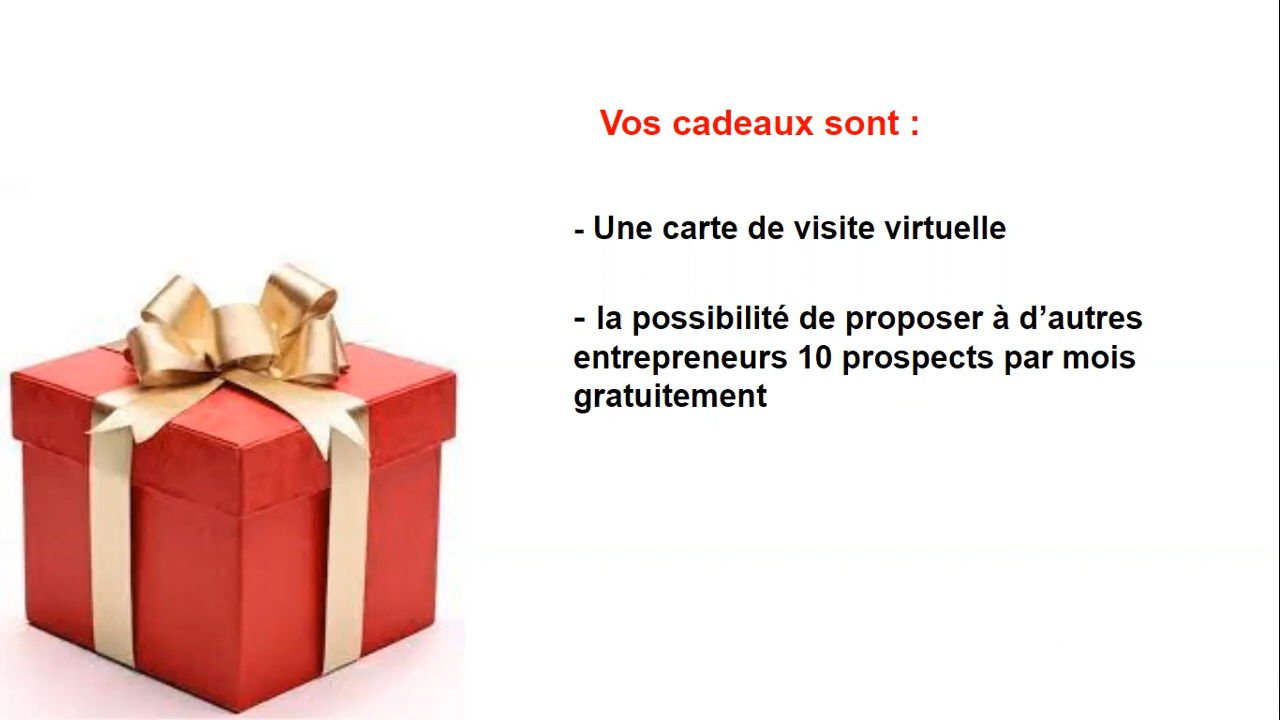 Vos cadeaux sont :
- Une carte de visite virtuelle
- la possibilité de proposer à d’autres
entrepreneurs 10 prospects par mois
gratuitement